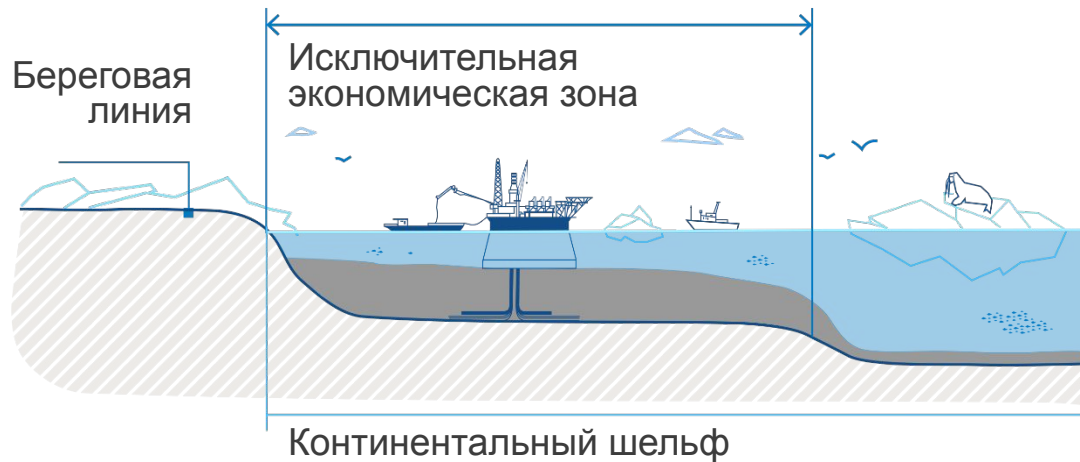 Береговая
линия
Исключительная
экономическая зона
Континентальный шельф